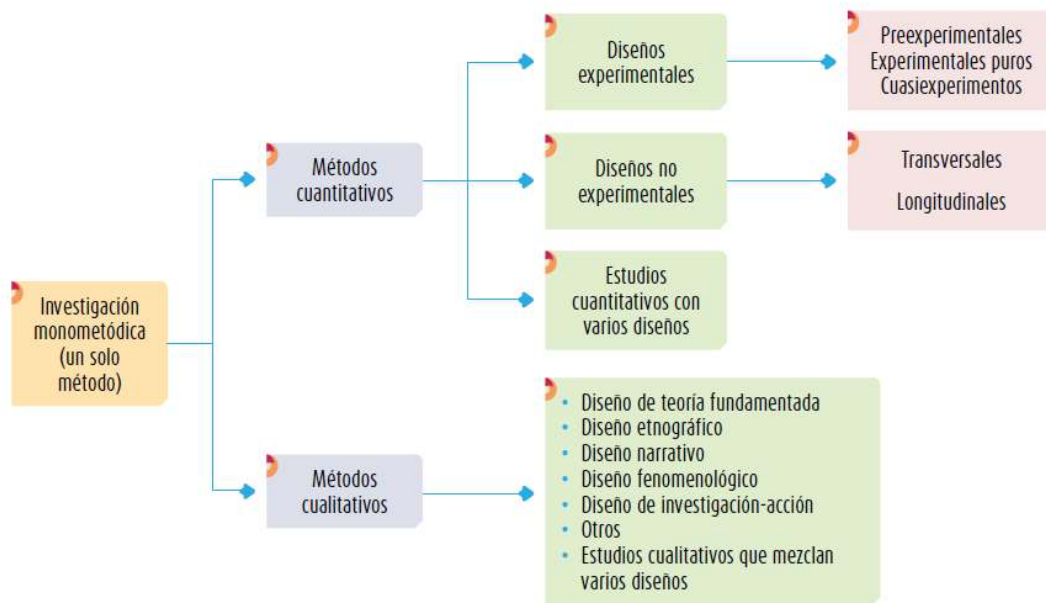 Investigación
monometódica
(un solo
método)
Métodos
cuantitativos
Diseños
experimentales
Preexperimentales
Experimentales puros
Cuasiexperimentos
Diseños no
experimentales
Transversales
Longitudinales
Estudios
cuantitativos con
varios diseños
Métodos
cualitativos
• Diseño de teoría fundamentada
• Diseño etnográfico
• Diseño narrativo
• Diseño fenomenológico
• Diseño de investigación-acción
• Otros
• Estudios cualitativos que mezclan
varios diseños